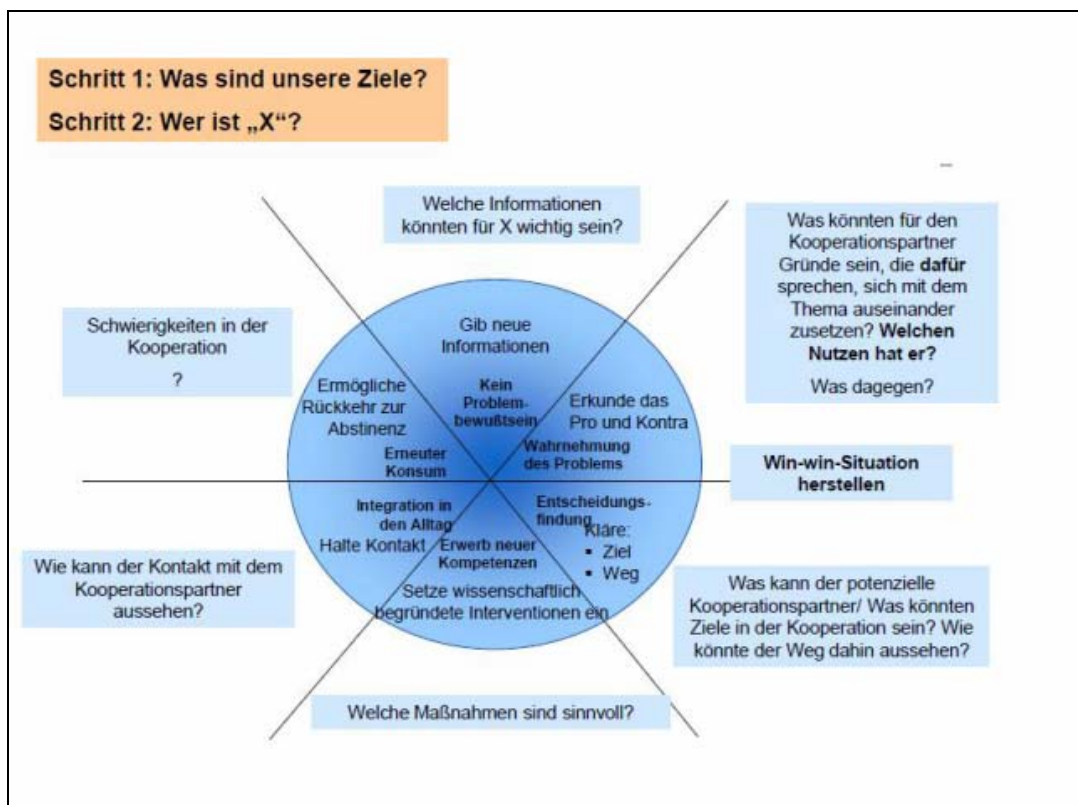 Schritt 1: Was sind unsere Ziele?
Schritt 2: Wer ist „X“?
Welche Informationen
könnten für X wichtig sein?
Was könnten für den
Kooperationspartner
Gründe sein, die dafür
sprechen, sich mit dem
Thema auseinander
zusetzen? Welchen
Nutzen hat er?
Was dagegen?
Schwierigkeiten in der
Kooperation
?
Gib neue
Informationen
Kein
Problem-
bewußtsein
Ermögliche
Rückkehr zur
Abstinenz
Erneuter
Konsum
Erkunde das
Pro und Kontra
Wahrnehmung
des Problems
Win-win-Situation
herstellen
Integration in
den Alltag
Halte Kontakt
Erwerb neuer
Kompetenzen
Setze wissenschaftlich
begründete Interventionen ein
Entscheidungs-
findung
Kläre:
▪ Ziel
▪ Weg
Wie kann der Kontakt mit dem
Kooperationspartner
aussehen?
Was kann der potenzielle
Kooperationspartner/ Was könnten
Ziele in der Kooperation sein? Wie
könnte der Weg dahin aussehen?
Welche Maßnahmen sind sinnvoll?